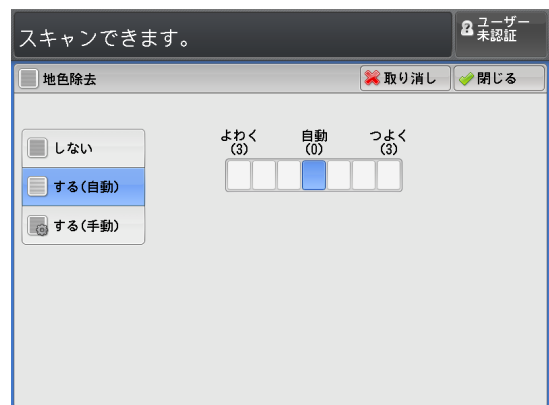 スキャンできます。
ユーザー
未認証
地色除去
取り消し
閉じる
しない
する(自動)
する(手動)
よわく
(3)
自動
(0)
つよく
(3)